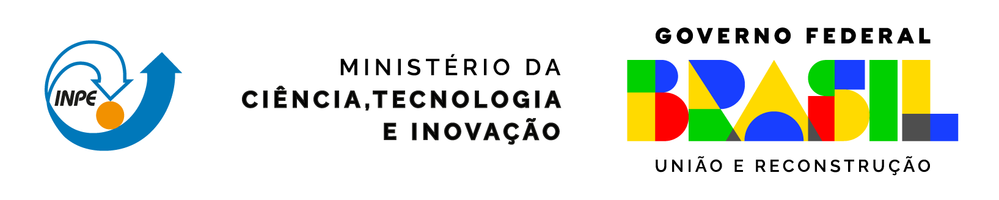 INPE
MINISTÉRIO DA
CIÊNCIA,TECNOLOGIA
E INOVAÇÃO
GOVERNO FEDERAL
BRASIL
UNIÃO E RECONSTRUÇÃO